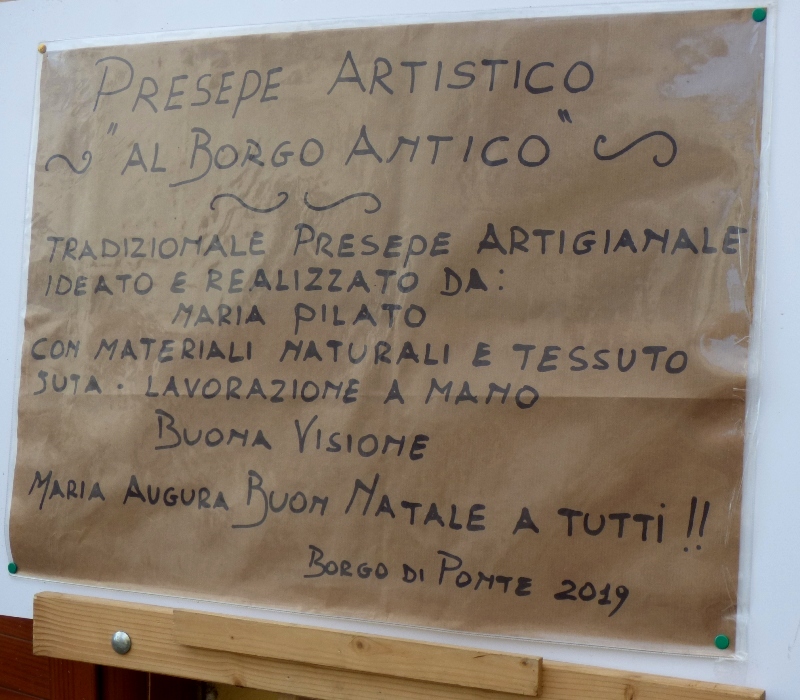 PRESEPE ARTISTICO
"AL BORGO ANTICO"
TRADIZIONALE PRESEPE ARTIGIANALE
IDEATO E REALIZZATO DA:
MARIA PILATO
CON MATERIALI NATURALI E TESSUTO
JUTA. LAVORAZIONE A MANO
BUONA VISIONE
MARIA AUGURA BUON NATALE A TUTTI !!
BORGO DI PONTE 2019